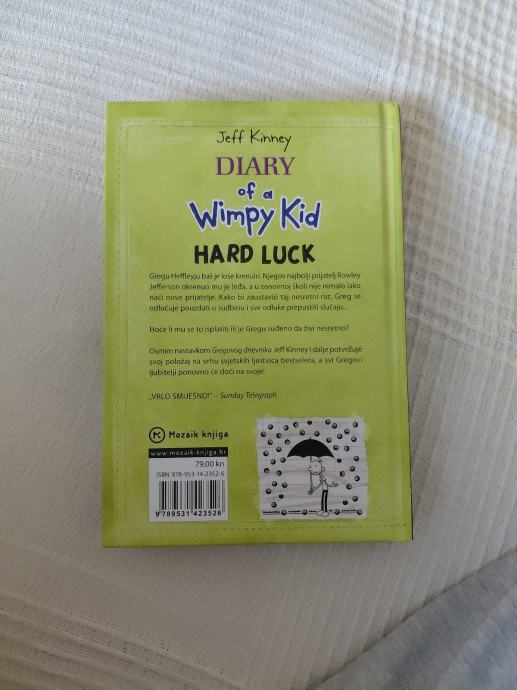 Jeff Kinney
DIARY
of a
Wimpy Kid
HARD LUCK
Gregu Heffleyju baš je loše krenulo. Njegov najbolji prijatelj Rowley
Jefferson okrenuo mu je leđa, a u osnovnoj školi nije nimalo lako
naći nove prijatelje. Kako bi zaustavio taj nesretni niz, Greg se
odlučuje pouzdati u sudbinu i sve odluke prepustiti slučaju...
Hoće li mu se to isplatiti ili je Gregu suđeno da živi nesretno?
Osmim nastavkom Gregovog dnevnika Jeff Kinney i dalje potvrđuje
svoj položaj na vrhu svjetskih ljestvica bestselera, a svi Gregovi
ljubitelji ponovno će doći na svoje!
„VRLO SMIJEŠNO!" – Sunday Telegraph
Mozaik knjiga
www.mozaik-knjiga.hr
79,00 kn
ISBN 978-953-14-2352-6
9 789531 423526